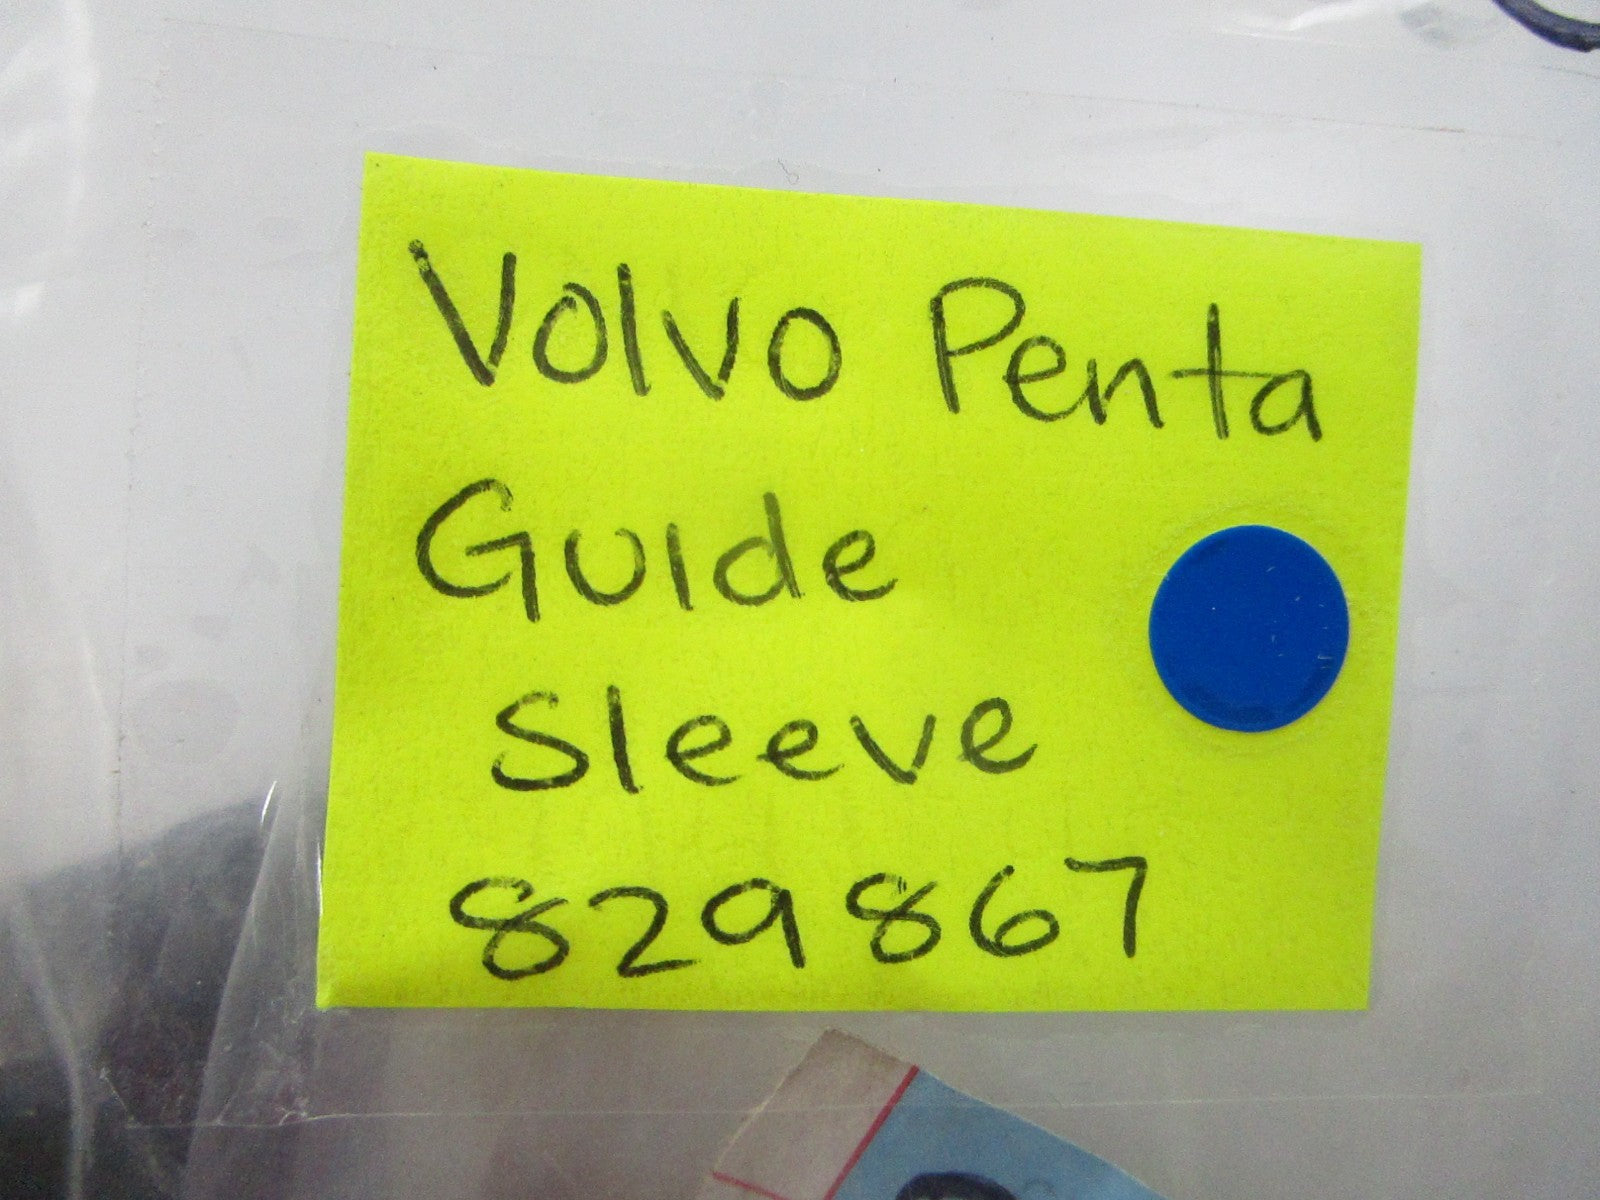 Volvo Penta
Guide
Sleeve
829867